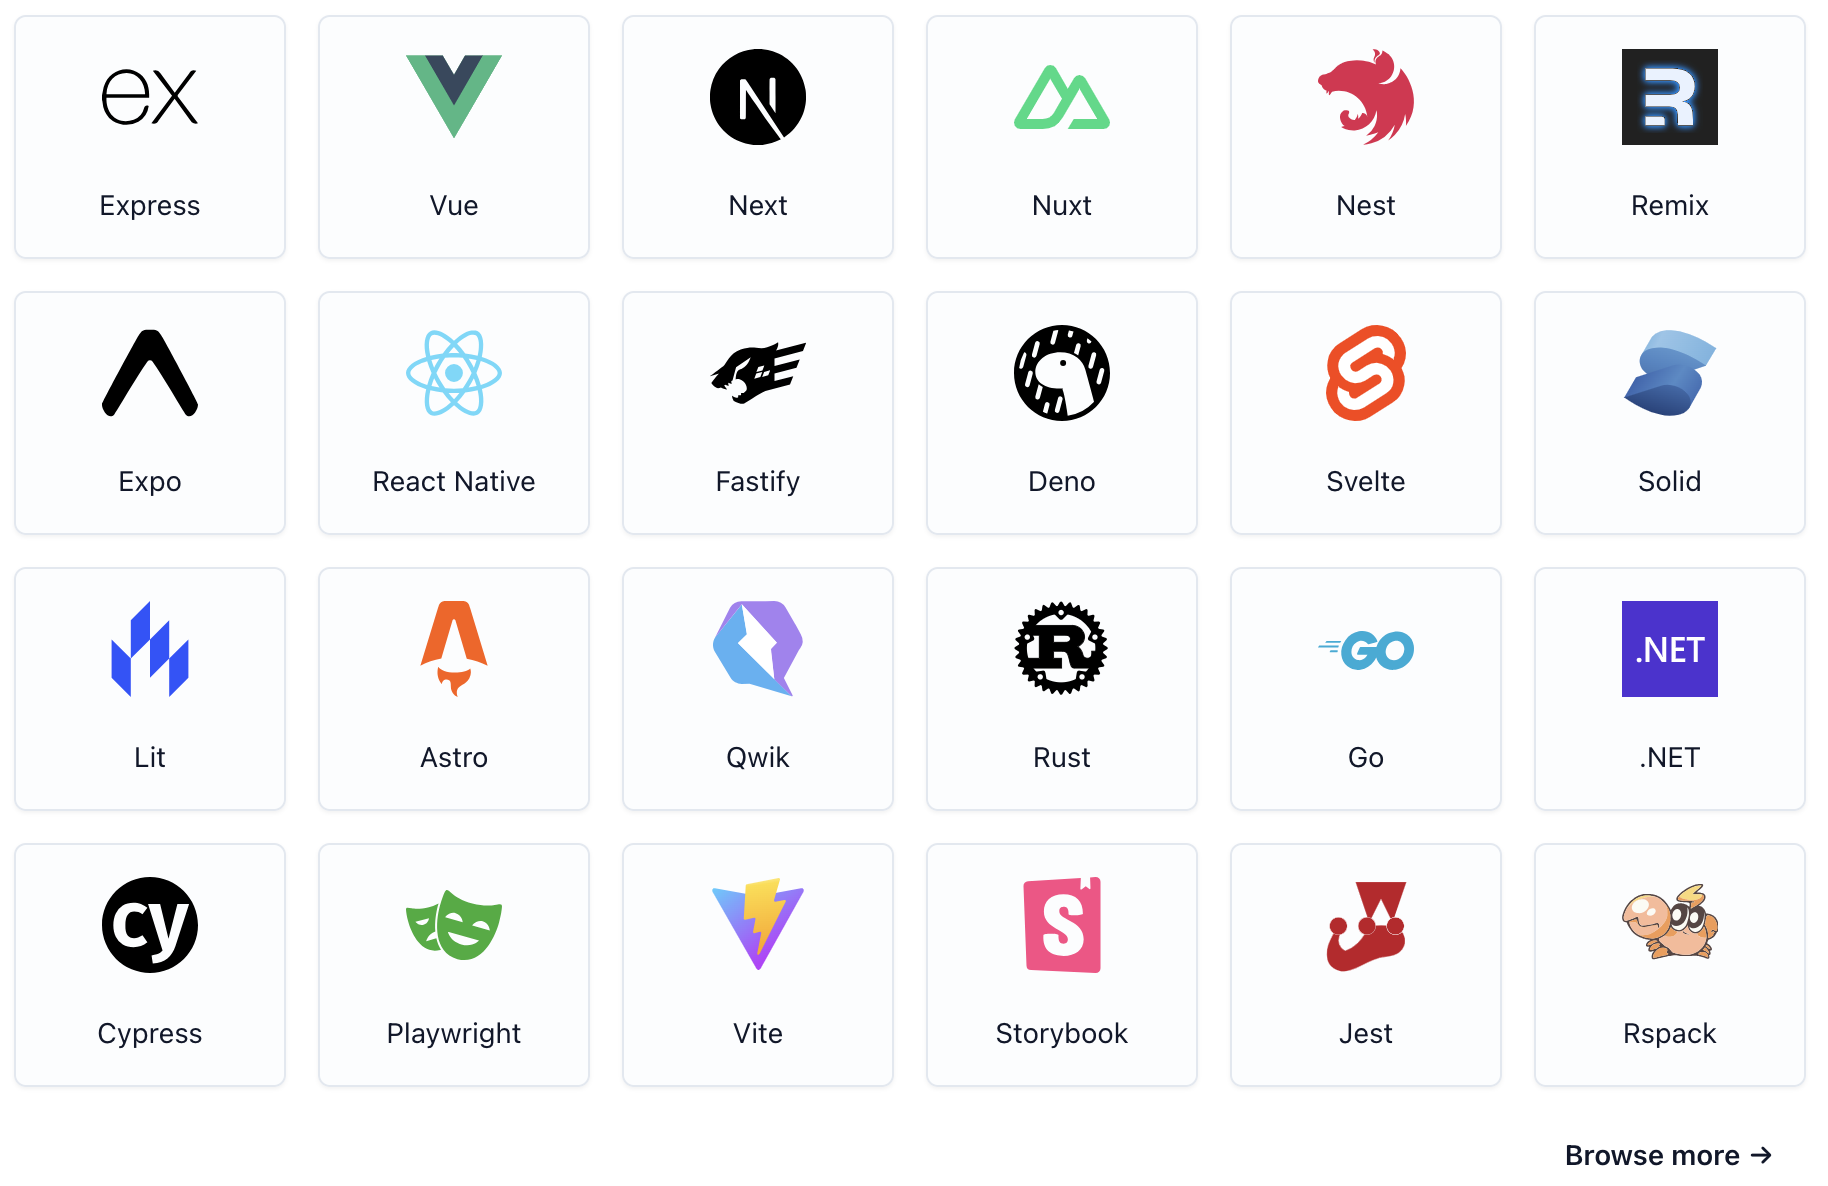 ex
Express
Vue
N
Next
Nuxt
Nest
R
Remix
Expo
React Native
Fastify
Deno
S
Svelte
Solid
Lit
Astro
Qwik
R
Rust
GO
Go
.NET
.NET
cy
Cypress
Playwright
Vite
S
Storybook
Jest
Rspack
Browse more →